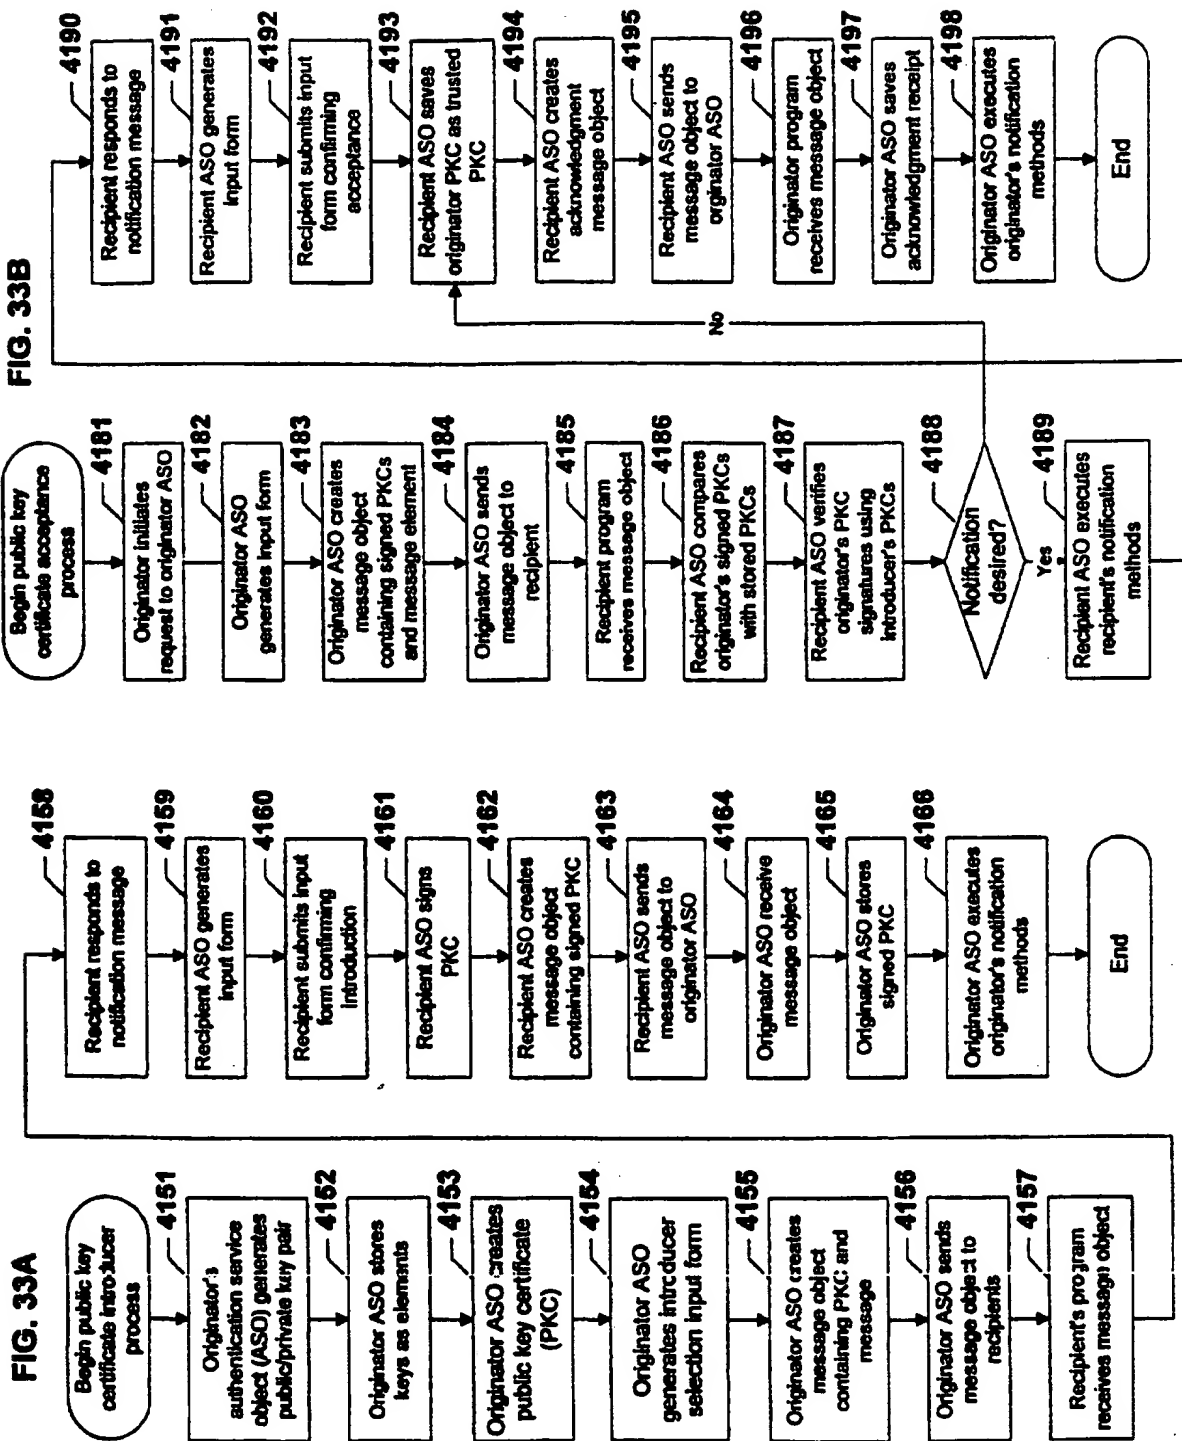 FIG. 33A
Begin public key
certificate introducer
process
4151
Originator's
authentication service
object (ASO) generates
public/private key pair
4152
Originator ASO stores
keys as elements
4153
Originator ASO creates
public key certificate
(PKC)
4154
Originator ASO
generates introducer
selection input form
4155
Originator ASO creates
message object
containing PKC and
message
4156
Originator ASO sends
message object to
recipients
4157
Recipient's program
receives message object
4158
Recipient responds to
notification message
4159
Recipient ASO generates
input form
4160
Recipient submits input
form confirming
introduction
4161
Recipient ASO signs
PKC
4162
Recipient ASO creates
message object
containing signed PKC
4163
Recipient ASO sends
message object to
originator ASO
4164
Originator ASO receive
message object
4165
Originator ASO stores
signed PKC
4166
Originator ASO executes
originator's notification
methods
End
FIG. 33B
Begin public key
certificate acceptance
process
4181
Originator initiates
request to originator ASO
4182
Originator ASO
generates input form
4183
Originator ASO creates
message object
containing signed PKCs
and message element
4184
Originator ASO sends
message object to
recipient
4185
Recipient program
receives message object
4186
Recipient ASO compares
originator's signed PKCs
with stored PKCs
4187
Recipient ASO verifies
originator's PKC
signatures using
introducer's PKCs
4188
Notification
desired?
No
Yes
4189
Recipient ASO executes
recipient's notification
methods
4190
Recipient responds to
notification message
4191
Recipient ASO generates
input form
4192
Recipient submits input
form confirming
acceptance
4193
Recipient ASO saves
originator PKC as trusted
PKC
4194
Recipient ASO creates
acknowledgment
message object
4195
Recipient ASO sends
message object to
orginator ASO
4196
Originator program
receives message object
4197
Originator ASO saves
acknowledgment receipt
4198
Originator ASO executes
originator's notification
methods
End